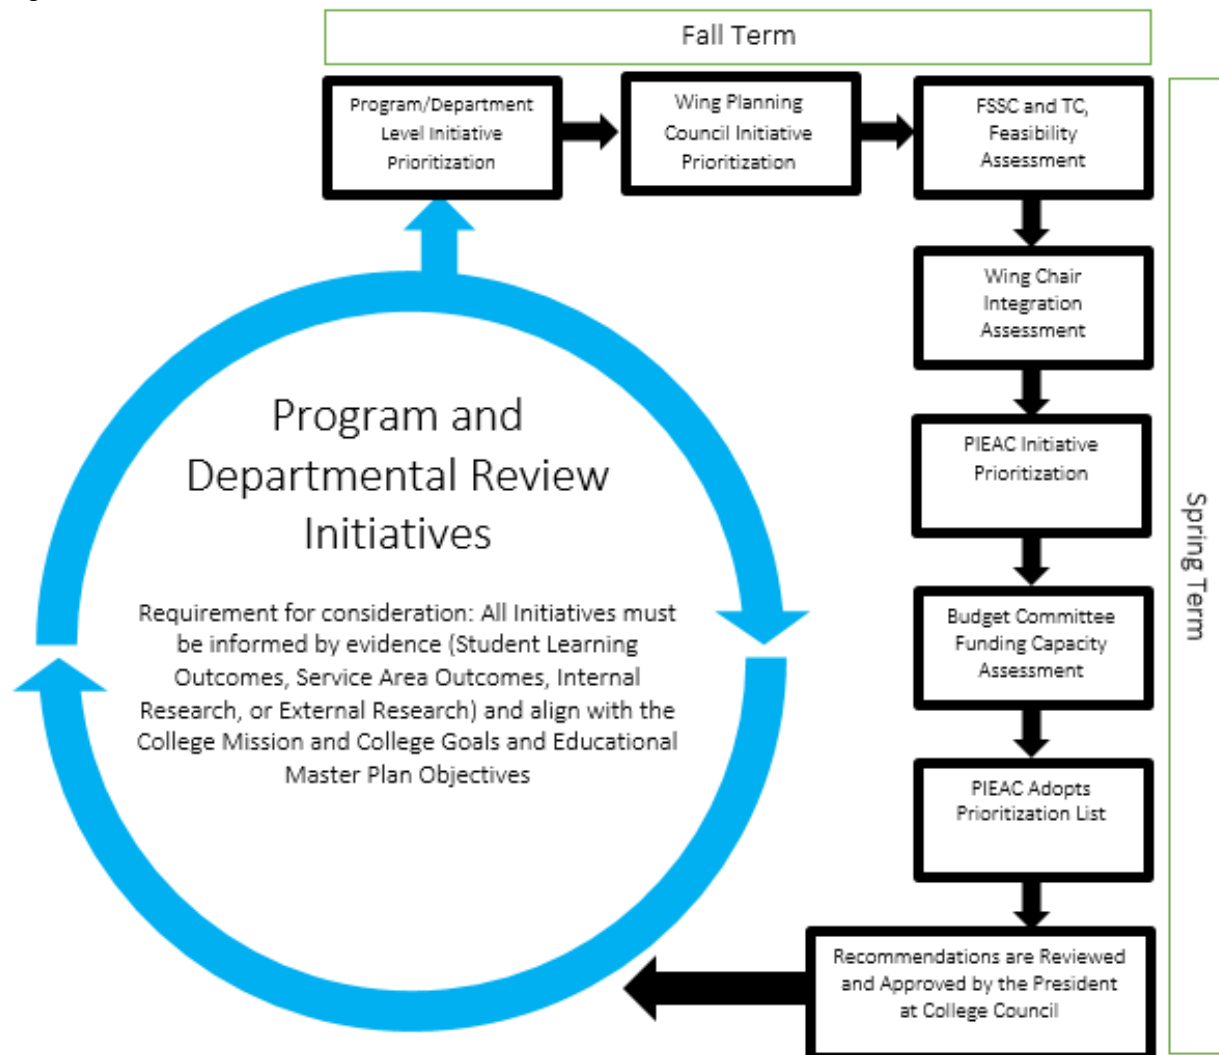 Fall Term
Program/Department
Level Initiative
Prioritization
Wing Planning
Council Initiative
Prioritization
FSSC and TC,
Feasibility
Assessment
Wing Chair
Integration
Assessment
PIEAC Initiative
Prioritization
Budget Committee
Funding Capacity
Assessment
PIEAC Adopts
Prioritization List
Recommendations are Reviewed
and Approved by the President
at College Council
Spring Term
Program and
Departmental Review
Initiatives
Requirement for consideration: All Initiatives must
be informed by evidence (Student Learning
Outcomes, Service Area Outcomes, Internal
Research, or External Research) and align with the
College Mission and College Goals and Educational
Master Plan Objectives